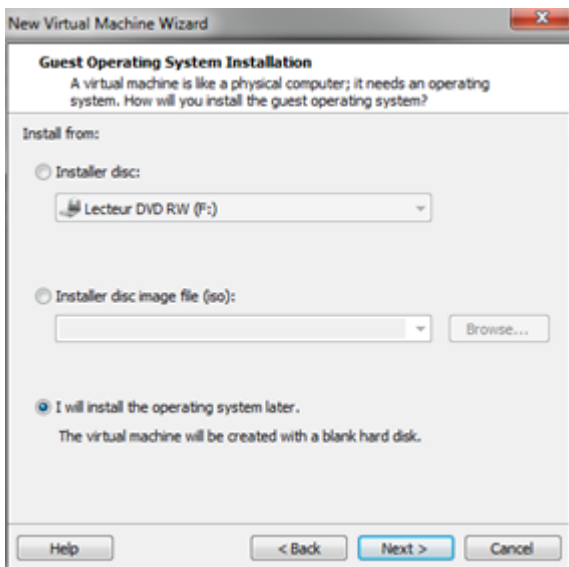 New Virtual Machine Wizard
Guest Operating System Installation
A virtual machine is like a physical computer; it needs an operating
system. How will you install the guest operating system?
Install from:
Installer disc:
Lecteur DVD RW (F:)
Installer disc image file (iso):
Browse...
I will install the operating system later.
The virtual machine will be created with a blank hard disk.
Help < Back Next > Cancel